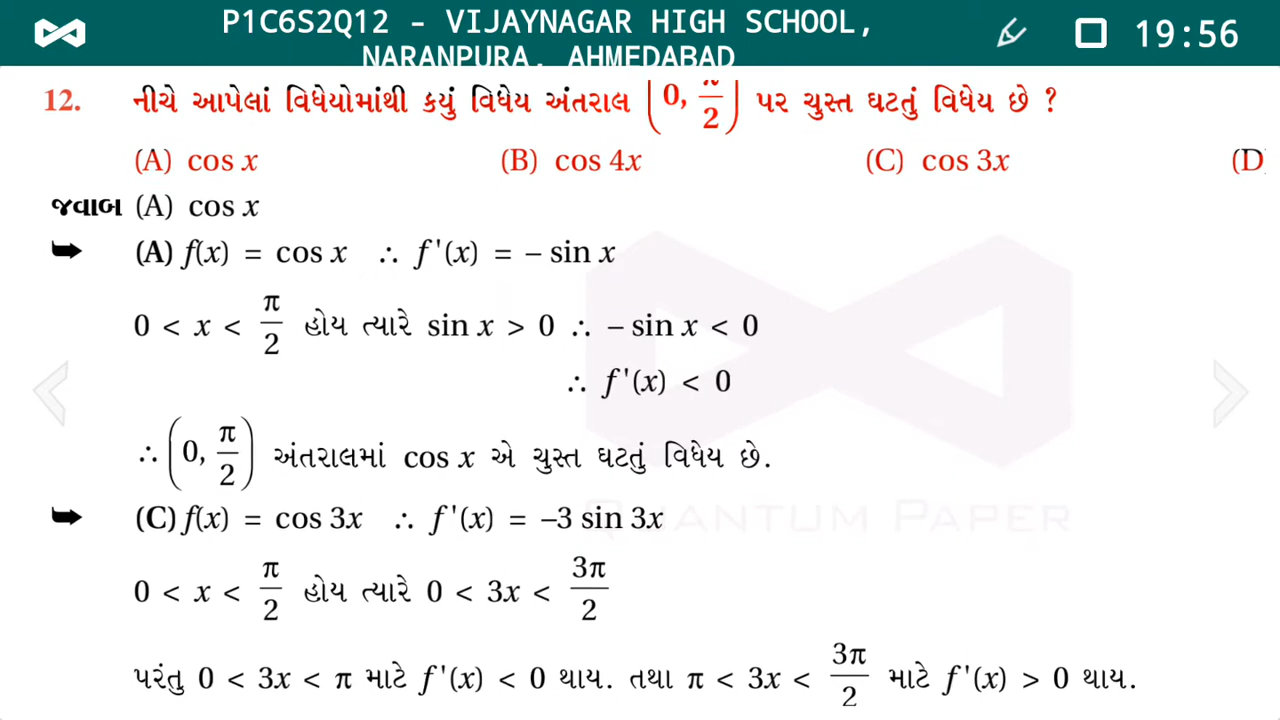 P1C6S2Q12 - VIJAYNAGAR HIGH SCHOOL,
NARANPURA, AHMEDABAD
19:56
12. નીચે આપેલાં વિધેયોમાંથી કયું વિધેય અંતરાલ (0, π/2) પર ચુસ્ત ઘટતું વિધેય છે ?
(A) cos x (B) cos 4x (C) cos 3x (D)
જવાબ (A) cos x
➥ (A) f(x) = cos x ∴ f'(x) = – sin x
0 < x < π/2 હોય ત્યારે sin x > 0 ∴ – sin x < 0
∴ f'(x) < 0
∴ (0, π/2) અંતરાલમાં cos x એ ચુસ્ત ઘટતું વિધેય છે.
➥ (C) f(x) = cos 3x ∴ f'(x) = –3 sin 3x
QUANTUM PAPER
0 < x < π/2 હોય ત્યારે 0 < 3x < 3π/2
પરંતુ 0 < 3x < π માટે f'(x) < 0 થાય. તથા π < 3x < 3π/2 માટે f'(x) > 0 થાય.